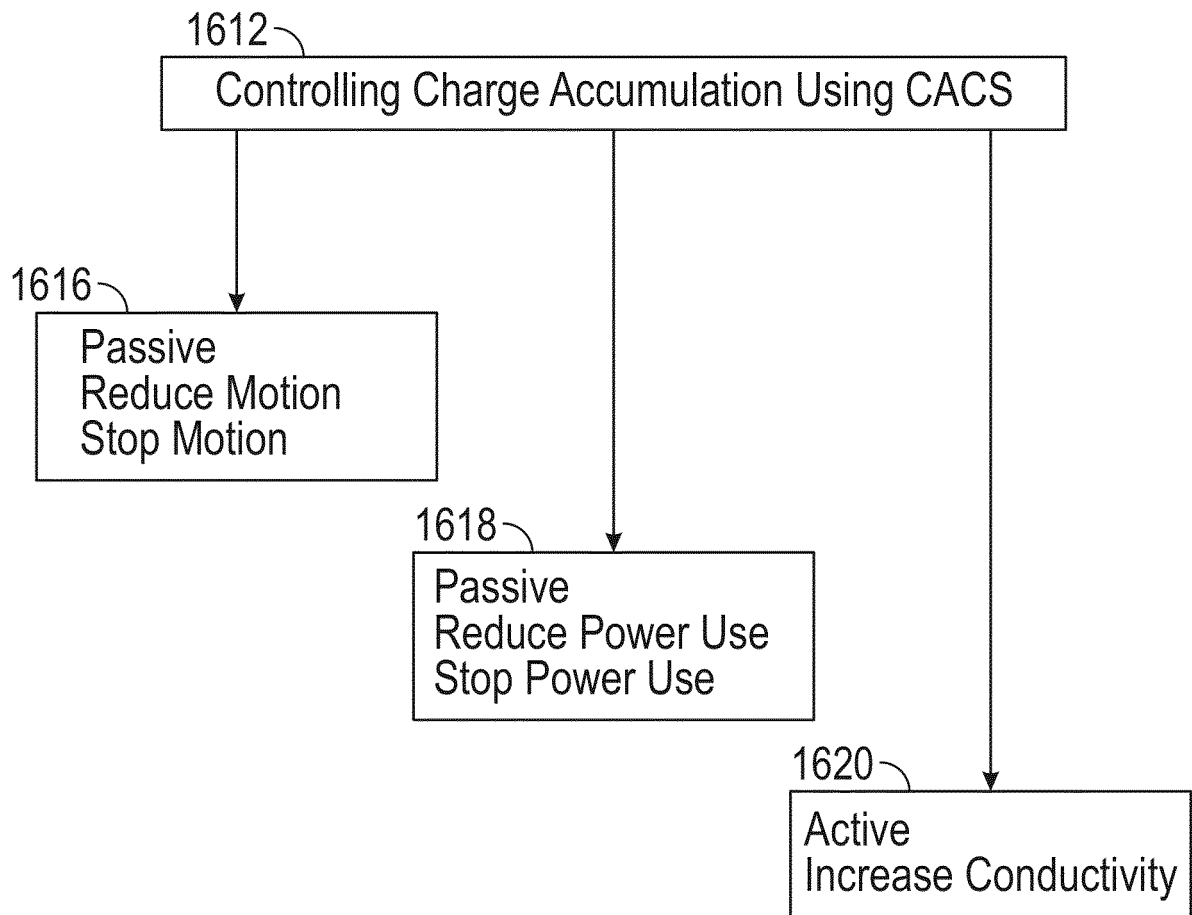 1612
Controlling Charge Accumulation Using CACS
1616
Passive
Reduce Motion
Stop Motion
1618
Passive
Reduce Power Use
Stop Power Use
1620
Active
Increase Conductivity